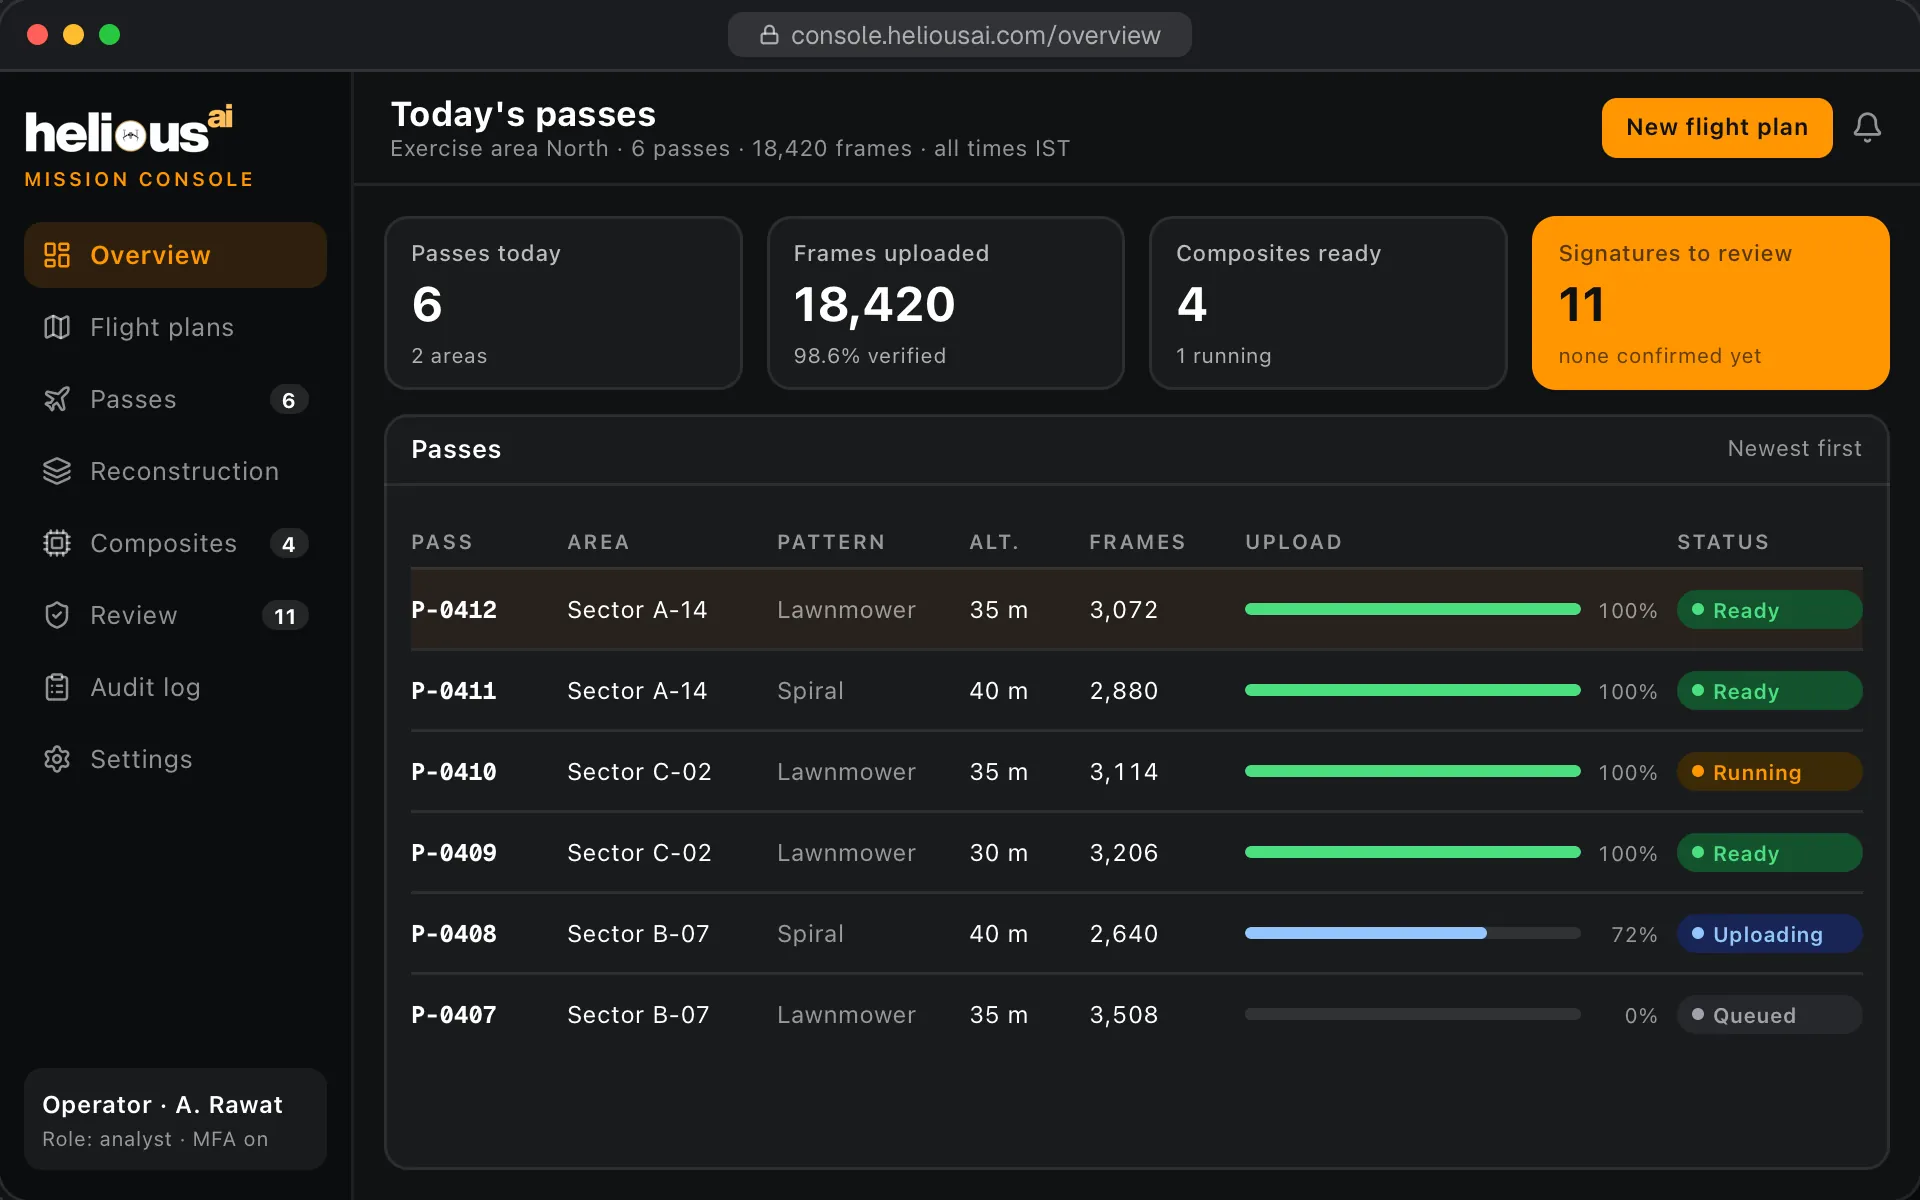 console.heliousai.com/overview
heliousai
MISSION CONSOLE
Overview
Flight plans
Passes 6
Reconstruction
Composites 4
Review 11
Audit log
Settings
Operator · A. Rawat
Role: analyst · MFA on
Today's passes
Exercise area North · 6 passes · 18,420 frames · all times IST
New flight plan
Passes today
6
2 areas
Frames uploaded
18,420
98.6% verified
Composites ready
4
1 running
Signatures to review
11
none confirmed yet
Passes Newest first
PASS AREA PATTERN ALT. FRAMES UPLOAD STATUS
P-0412 Sector A-14 Lawnmower 35 m 3,072 100% Ready
P-0411 Sector A-14 Spiral 40 m 2,880 100% Ready
P-0410 Sector C-02 Lawnmower 35 m 3,114 100% Running
P-0409 Sector C-02 Lawnmower 30 m 3,206 100% Ready
P-0408 Sector B-07 Spiral 40 m 2,640 72% Uploading
P-0407 Sector B-07 Lawnmower 35 m 3,508 0% Queued